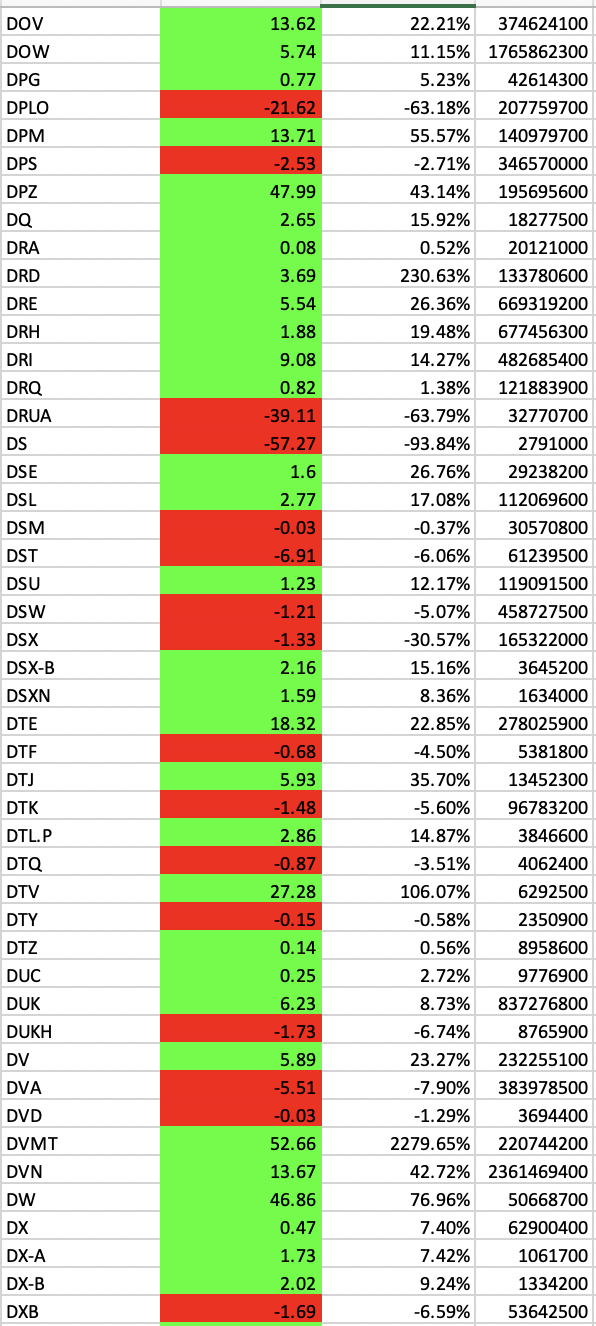 DOV 13.62 22.21% 374624100
DOW 5.74 11.15% 1765862300
DPG 0.77 5.23% 42614300
DPLO -21.62 -63.18% 207759700
DPM 13.71 55.57% 140979700
DPS -2.53 -2.71% 346570000
DPZ 47.99 43.14% 195695600
DQ 2.65 15.92% 18277500
DRA 0.08 0.52% 20121000
DRD 3.69 230.63% 133780600
DRE 5.54 26.36% 669319200
DRH 1.88 19.48% 677456300
DRI 9.08 14.27% 482685400
DRQ 0.82 1.38% 121883900
DRUA -39.11 -63.79% 32770700
DS -57.27 -93.84% 2791000
DSE 1.6 26.76% 29238200
DSL 2.77 17.08% 112069600
DSM -0.03 -0.37% 30570800
DST -6.91 -6.06% 61239500
DSU 1.23 12.17% 119091500
DSW -1.21 -5.07% 458727500
DSX -1.33 -30.57% 165322000
DSX-B 2.16 15.16% 3645200
DSXN 1.59 8.36% 1634000
DTE 18.32 22.85% 278025900
DTF -0.68 -4.50% 5381800
DTJ 5.93 35.70% 13452300
DTK -1.48 -5.60% 96783200
DTL.P 2.86 14.87% 3846600
DTQ -0.87 -3.51% 4062400
DTV 27.28 106.07% 6292500
DTY -0.15 -0.58% 2350900
DTZ 0.14 0.56% 8958600
DUC 0.25 2.72% 9776900
DUK 6.23 8.73% 837276800
DUKH -1.73 -6.74% 8765900
DV 5.89 23.27% 232255100
DVA -5.51 -7.90% 383978500
DVD -0.03 -1.29% 3694400
DVMT 52.66 2279.65% 220744200
DVN 13.67 42.72% 2361469400
DW 46.86 76.96% 50668700
DX 0.47 7.40% 62900400
DX-A 1.73 7.42% 1061700
DX-B 2.02 9.24% 1334200
DXB -1.69 -6.59% 53642500